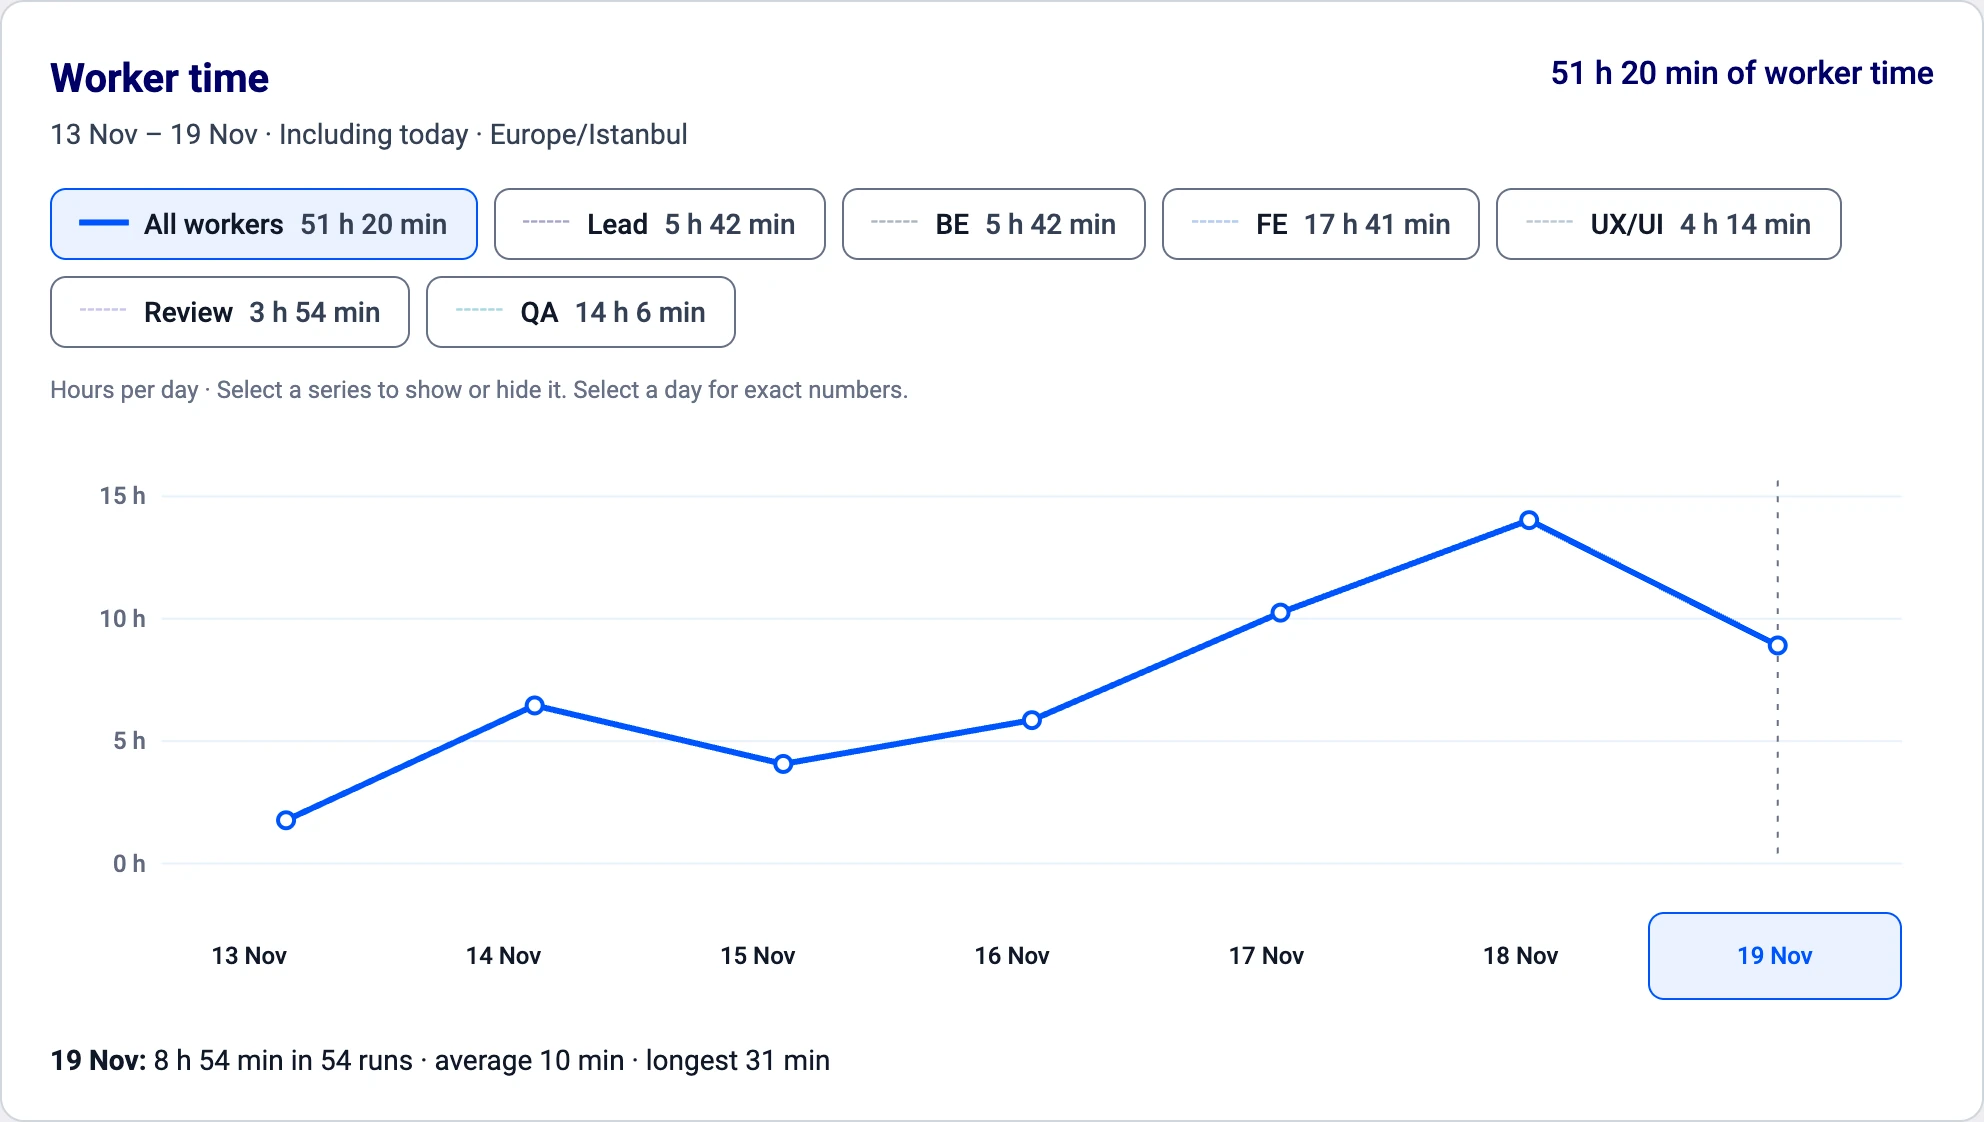 Worker time
51 h 20 min of worker time
13 Nov – 19 Nov · Including today · Europe/Istanbul
All workers 51 h 20 min
Lead 5 h 42 min
BE 5 h 42 min
FE 17 h 41 min
UX/UI 4 h 14 min
Review 3 h 54 min
QA 14 h 6 min
Hours per day · Select a series to show or hide it. Select a day for exact numbers.
15 h
10 h
5 h
0 h
13 Nov
14 Nov
15 Nov
16 Nov
17 Nov
18 Nov
19 Nov
19 Nov: 8 h 54 min in 54 runs · average 10 min · longest 31 min